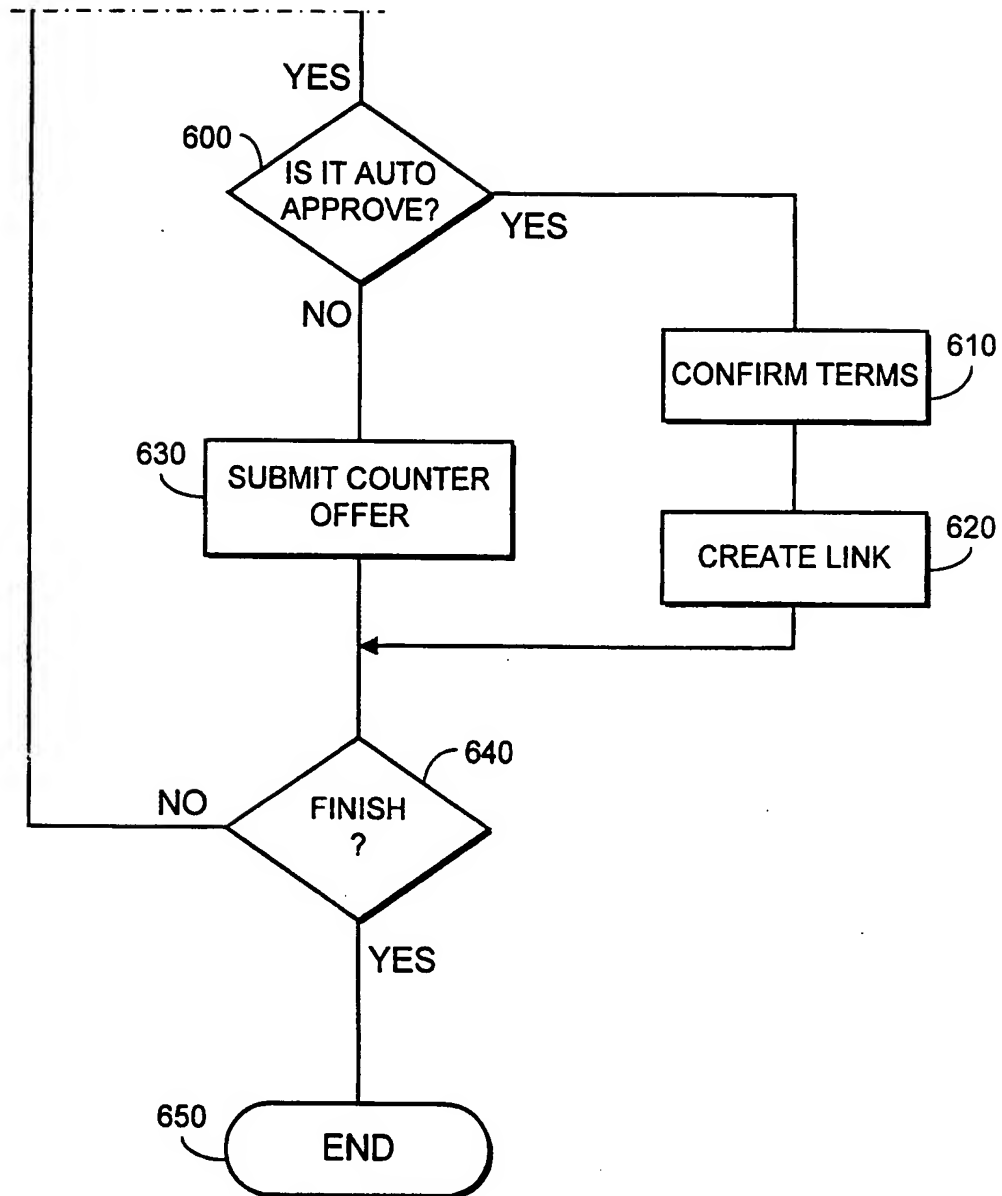 YES
600
IS IT AUTO
APPROVE?
YES
NO
610
CONFIRM TERMS
630
SUBMIT COUNTER
OFFER
620
CREATE LINK
640
NO
FINISH
?
YES
650
END